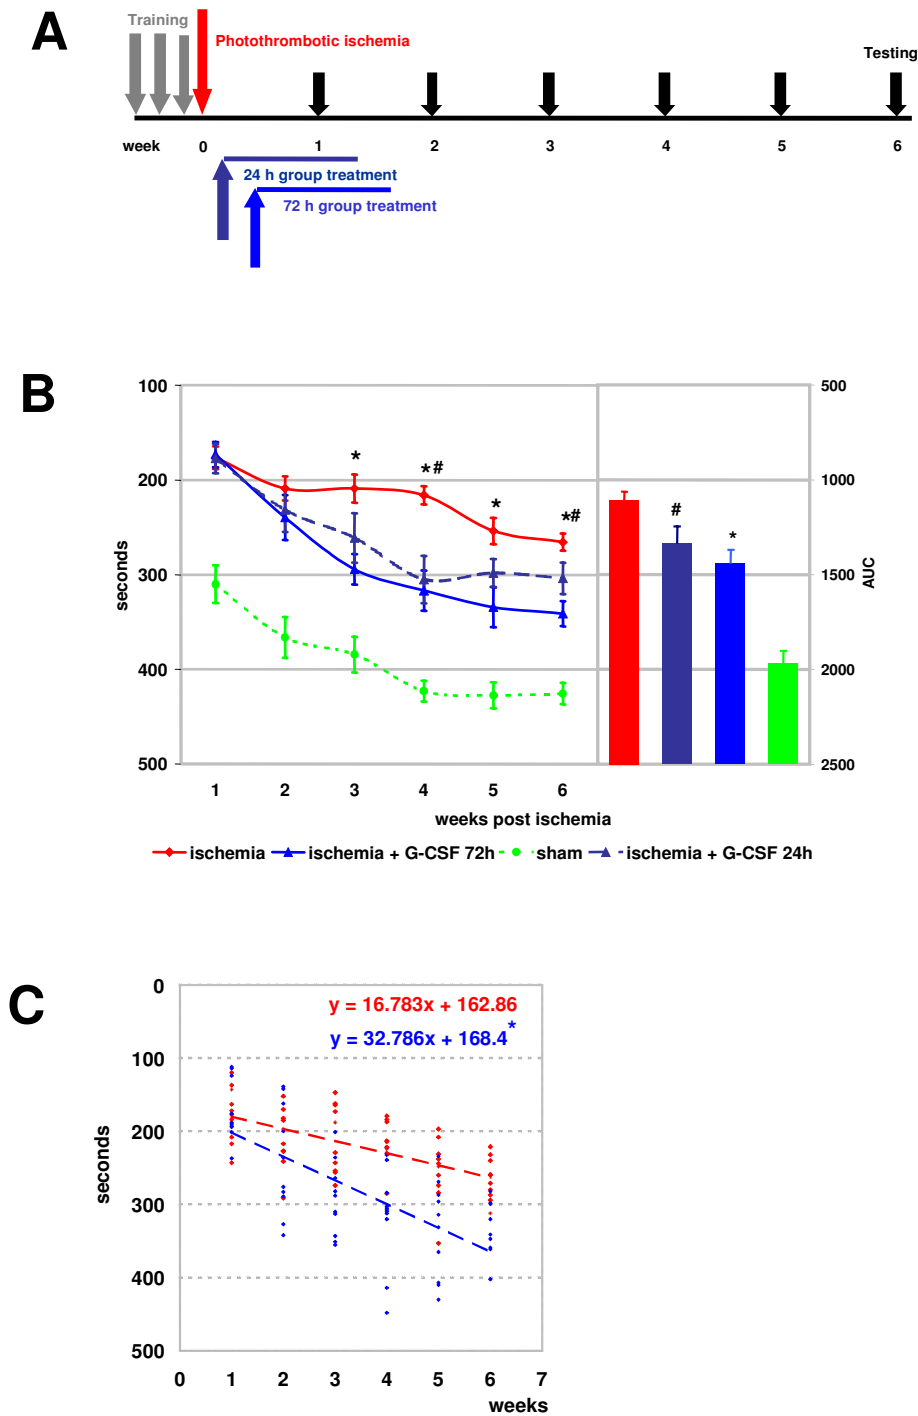 A
Training
Photothrombotic ischemia
Testing
week 0 1 2 3 4 5 6
24 h group treatment
72 h group treatment
B
100 500
200 1000
300 1500
400 2000
500 2500
seconds
AUC
* *# * *#
# *
1 2 3 4 5 6
weeks post ischemia
ischemia ischemia + G-CSF 72h sham ischemia + G-CSF 24h
C
0
100
200
300
400
500
seconds
y = 16.783x + 162.86
y = 32.786x + 168.4*
0 1 2 3 4 5 6 7
weeks